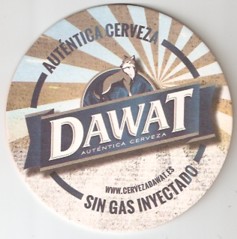 AUTÉNTICA CERVEZA
DAWAT
AUTÉNTICA CERVEZA
WWW.CERVEZADAWAT.ES
SIN GAS INYECTADO